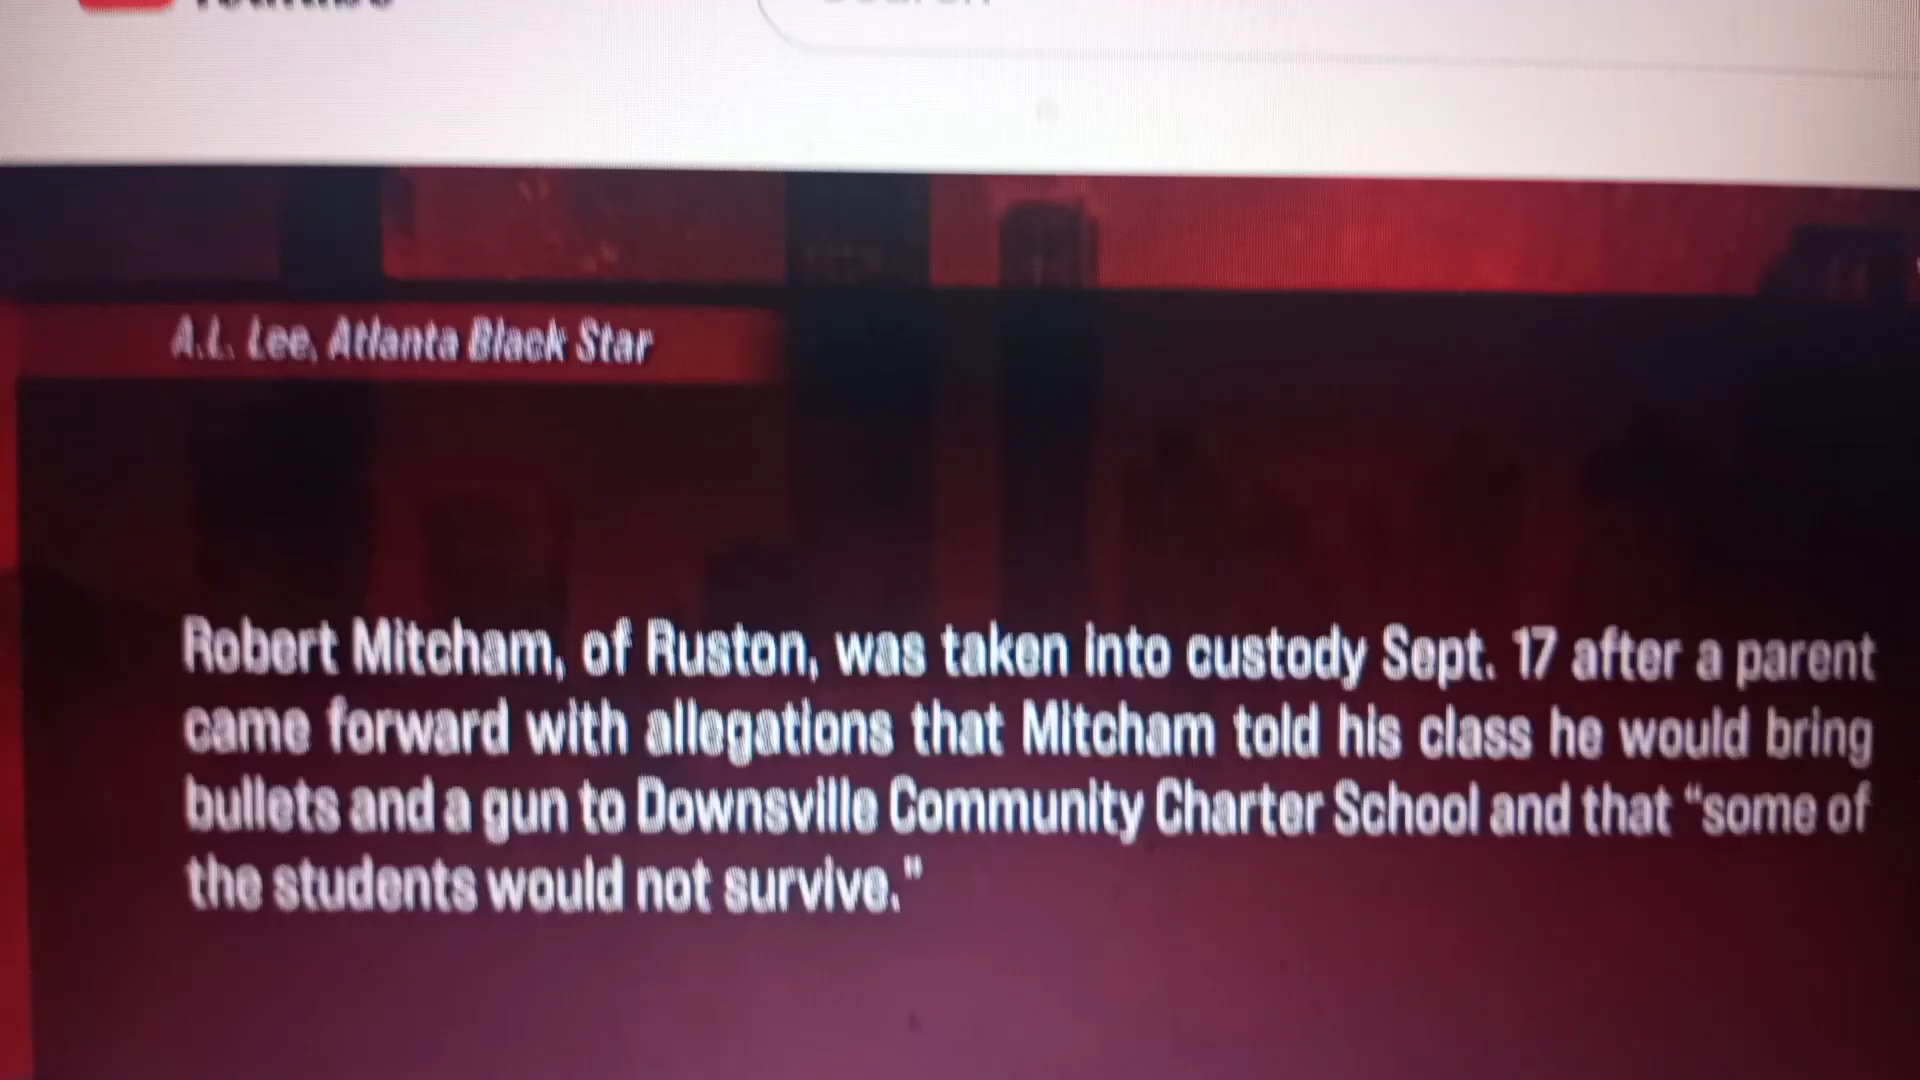 A.L. Lee, Atlanta Black Star
Robert Mitcham, of Ruston, was taken into custody Sept. 17 after a parent
came forward with allegations that Mitcham told his class he would bring
bullets and a gun to Downsville Community Charter School and that “some of
the students would not survive."